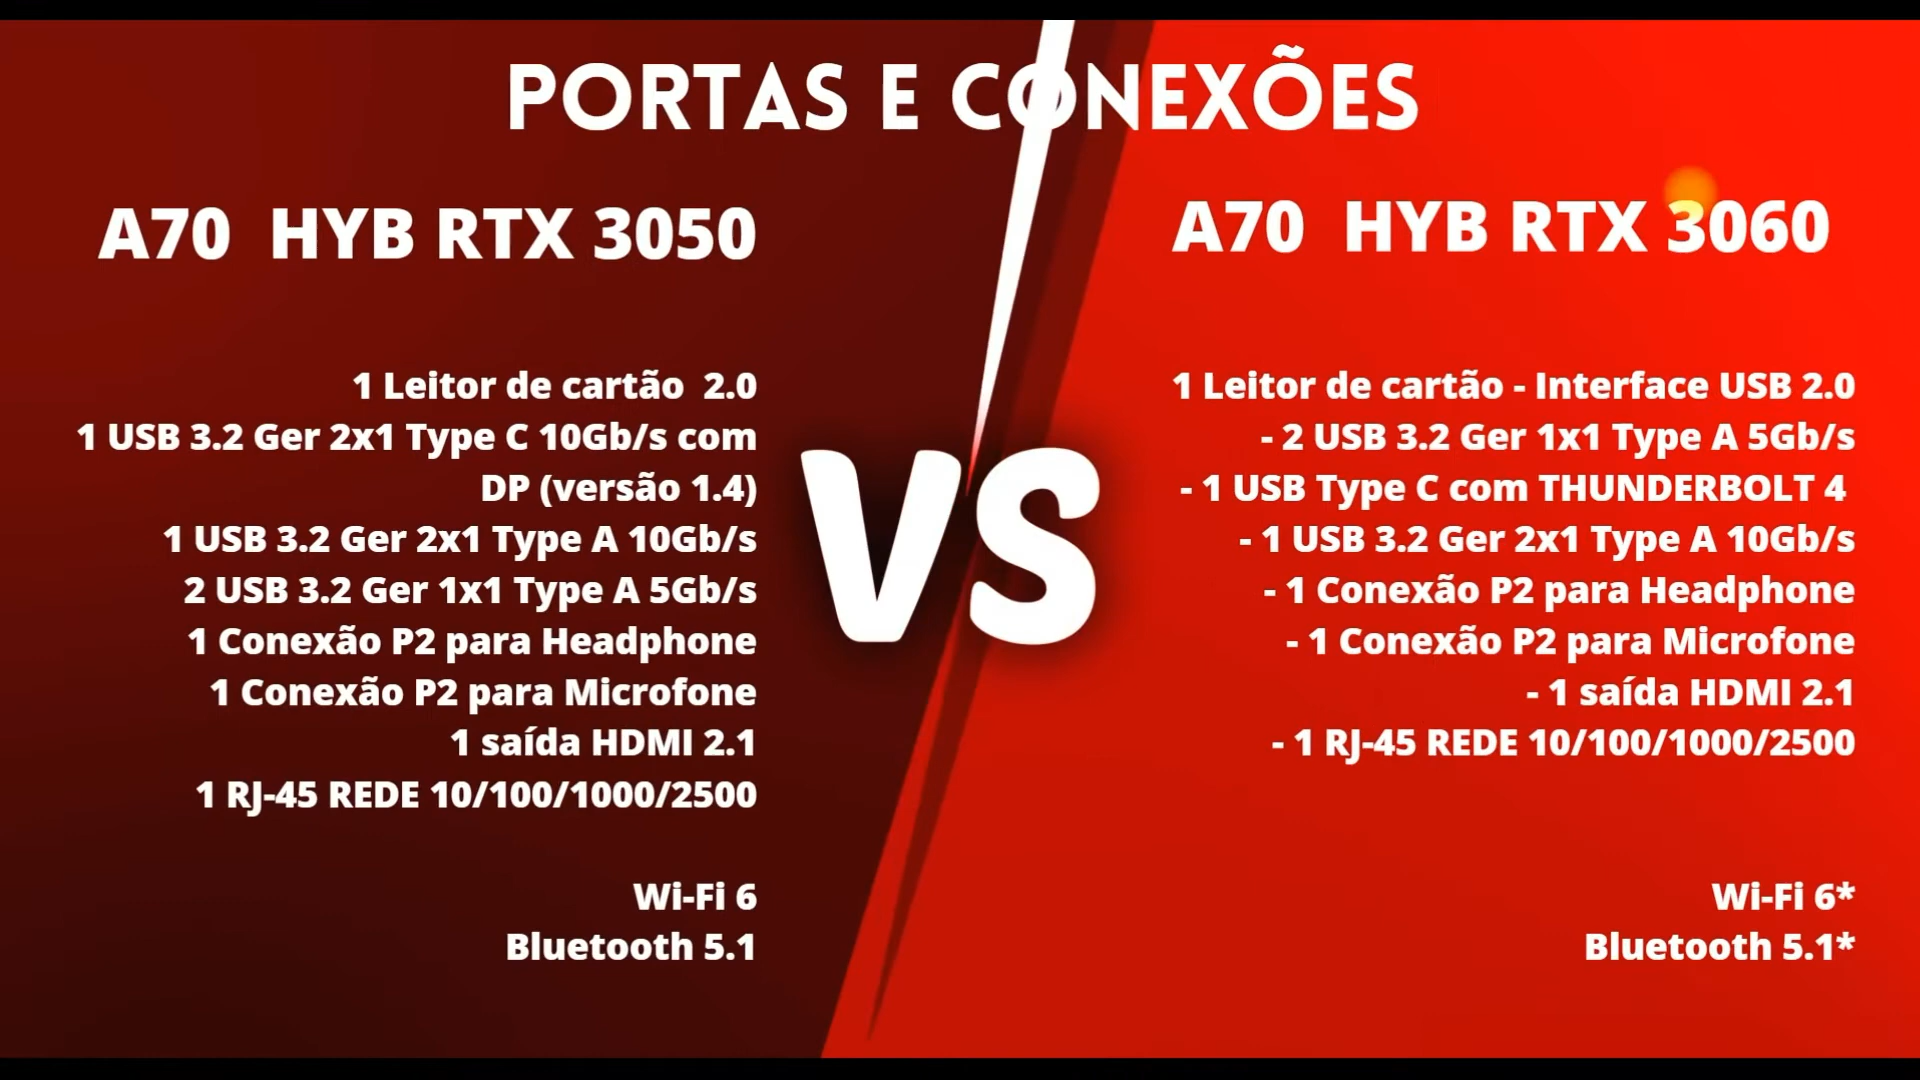 PORTAS E CONEXÕES
A70 HYB RTX 3050
1 Leitor de cartão 2.0
1 USB 3.2 Ger 2x1 Type C 10Gb/s com
DP (versão 1.4)
1 USB 3.2 Ger 2x1 Type A 10Gb/s
2 USB 3.2 Ger 1x1 Type A 5Gb/s
1 Conexão P2 para Headphone
1 Conexão P2 para Microfone
1 saída HDMI 2.1
1 RJ-45 REDE 10/100/1000/2500
Wi-Fi 6
Bluetooth 5.1
VS
A70 HYB RTX 3060
1 Leitor de cartão - Interface USB 2.0
- 2 USB 3.2 Ger 1x1 Type A 5Gb/s
- 1 USB Type C com THUNDERBOLT 4
- 1 USB 3.2 Ger 2x1 Type A 10Gb/s
- 1 Conexão P2 para Headphone
- 1 Conexão P2 para Microfone
- 1 saída HDMI 2.1
- 1 RJ-45 REDE 10/100/1000/2500
Wi-Fi 6*
Bluetooth 5.1*